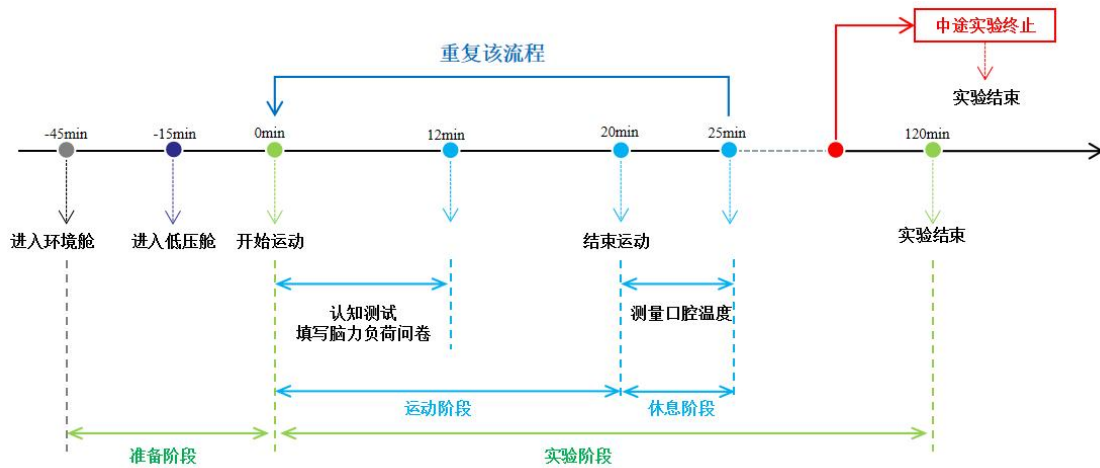 中途实验终止
重复该流程
实验结束
-45min
-15min
0min
12min
20min
25min
120min
进入环境舱
进入低压舱
开始运动
结束运动
实验结束
认知测试
填写脑力负荷问卷
测量口腔温度
运动阶段
休息阶段
准备阶段
实验阶段